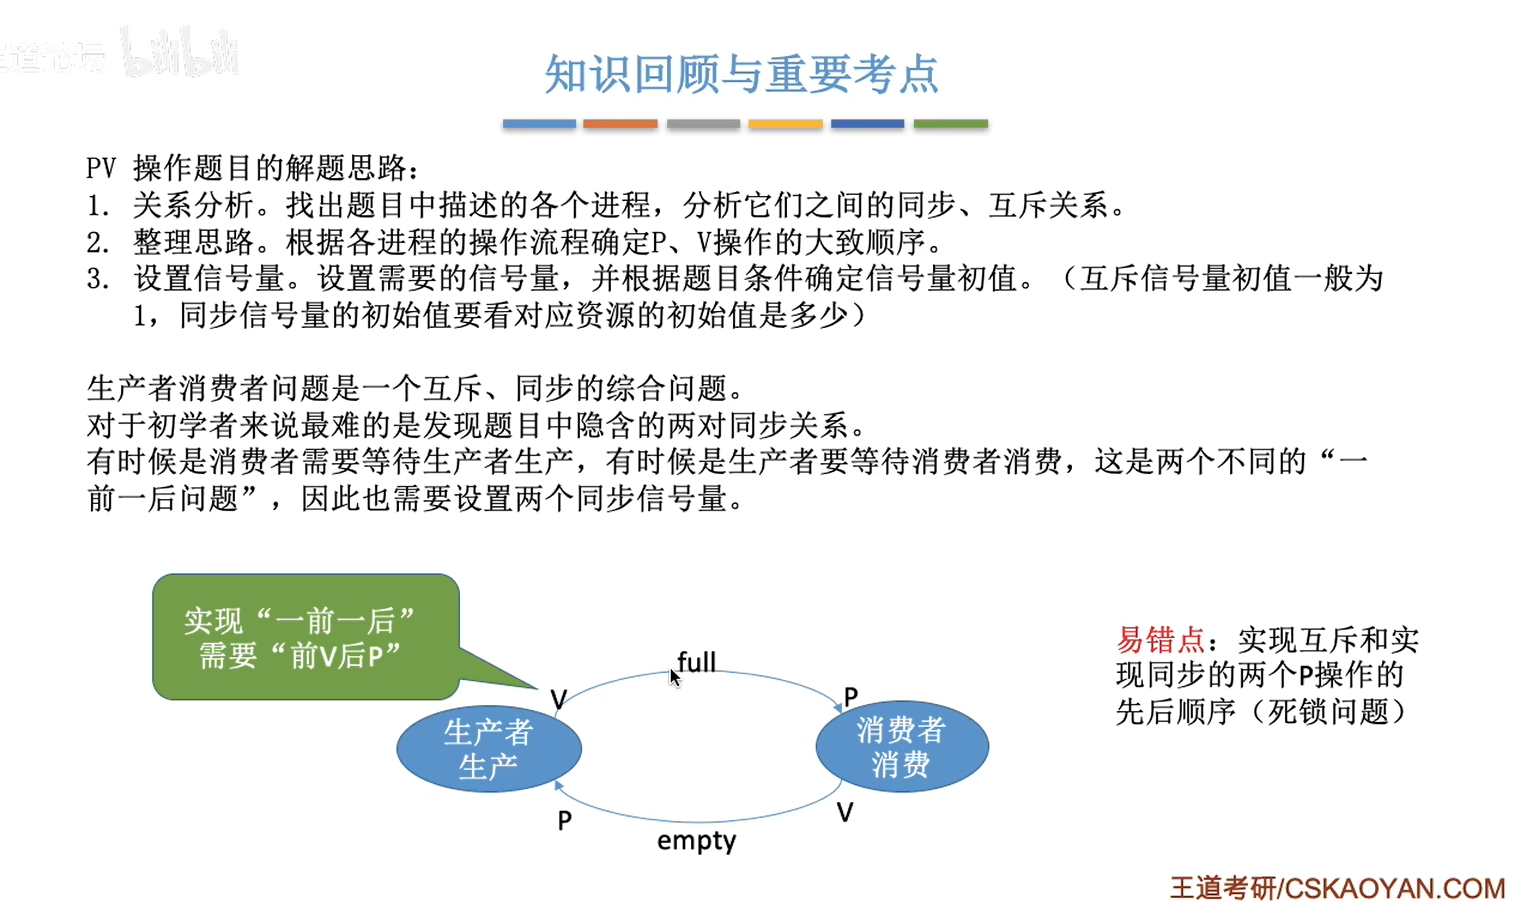 王道论坛 bilibili
知识回顾与重要考点
PV 操作题目的解题思路：
1. 关系分析。找出题目中描述的各个进程，分析它们之间的同步、互斥关系。
2. 整理思路。根据各进程的操作流程确定P、V操作的大致顺序。
3. 设置信号量。设置需要的信号量，并根据题目条件确定信号量初值。（互斥信号量初值一般为
1，同步信号量的初始值要看对应资源的初始值是多少）
生产者消费者问题是一个互斥、同步的综合问题。
对于初学者来说最难的是发现题目中隐含的两对同步关系。
有时候是消费者需要等待生产者生产，有时候是生产者要等待消费者消费，这是两个不同的“一
前一后问题”，因此也需要设置两个同步信号量。
实现“一前一后”
需要“前V后P”
full
V
P
生产者
生产
消费者
消费
P
V
empty
易错点：实现互斥和实
现同步的两个P操作的
先后顺序（死锁问题）
王道考研/CSKAOYAN.COM